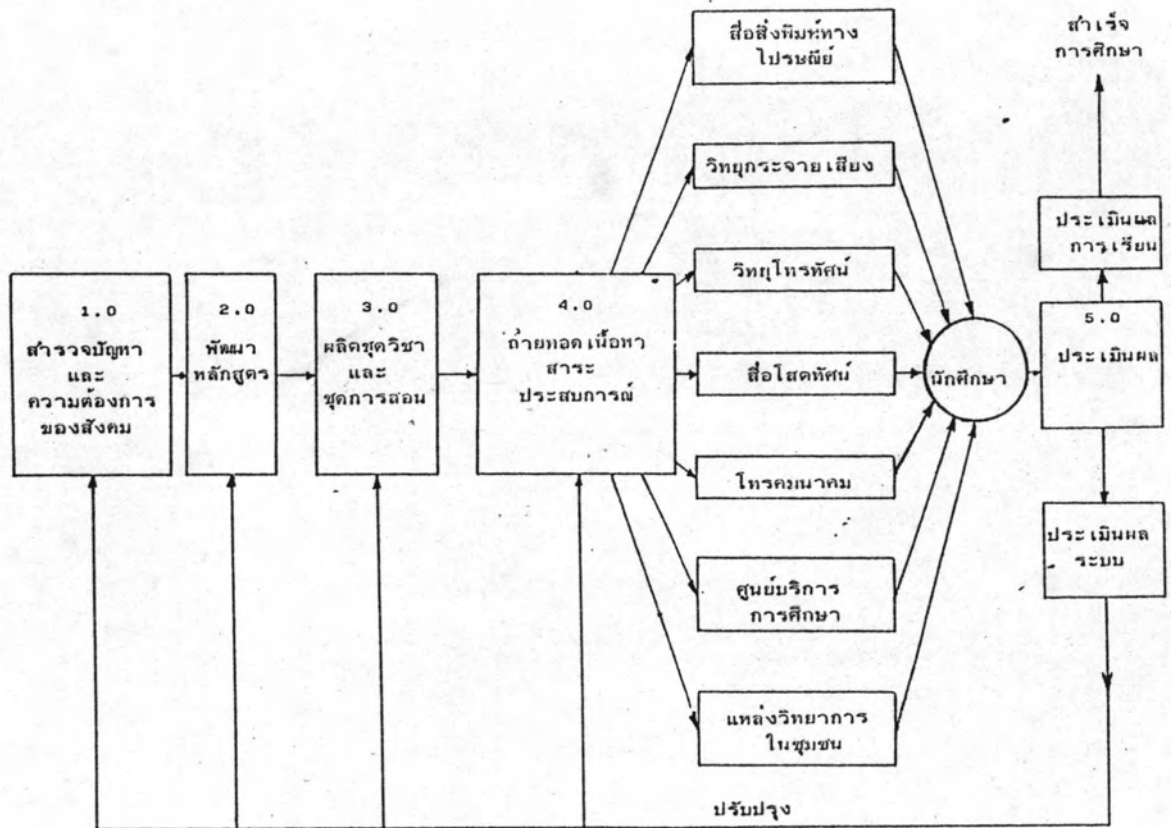 1.0
สำรวจปัญหา
และ
ความต้องการ
ของสังคม
2.0
พัฒนา
หลักสูตร
3.0
ผลิตชุดวิชา
และ
ชุดการสอน
4.0
ถ่ายทอดเนื้อหา
สาระ
ประสบการณ์
สื่อสิ่งพิมพ์ทาง
ไปรษณีย์
วิทยุกระจายเสียง
วิทยุโทรทัศน์
สื่อโสตทัศน์
โทรคมนาคม
ศูนย์บริการ
การศึกษา
แหล่งวิทยาการ
ในชุมชน
นักศึกษา
5.0
ประเมินผล
ประเมินผล
การเรียน
สำเร็จ
การศึกษา
ประเมินผล
ระบบ
ปรับปรุง